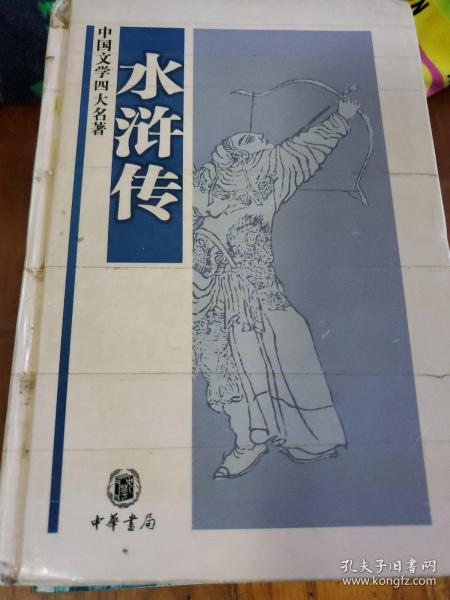 中国文学四大名著
水浒传
中華書局
孔夫子旧书网
www.kongfz.com